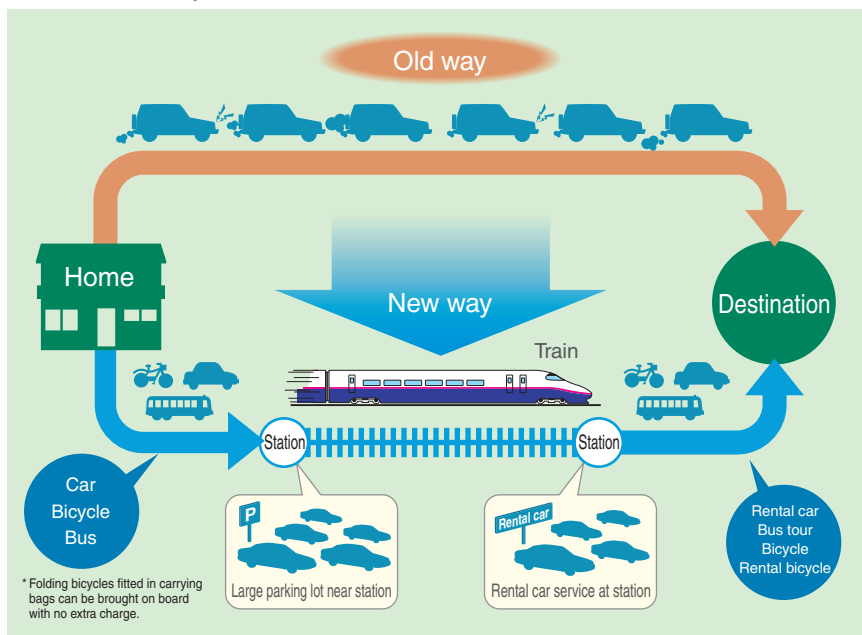 Old way
Home
Destination
New way
Train
Station
Station
Car
Bicycle
Bus
P
Large parking lot near station
Rental car
Rental car service at station
Rental car
Bus tour
Bicycle
Rental bicycle
* Folding bicycles fitted in carrying
bags can be brought on board
with no extra charge.